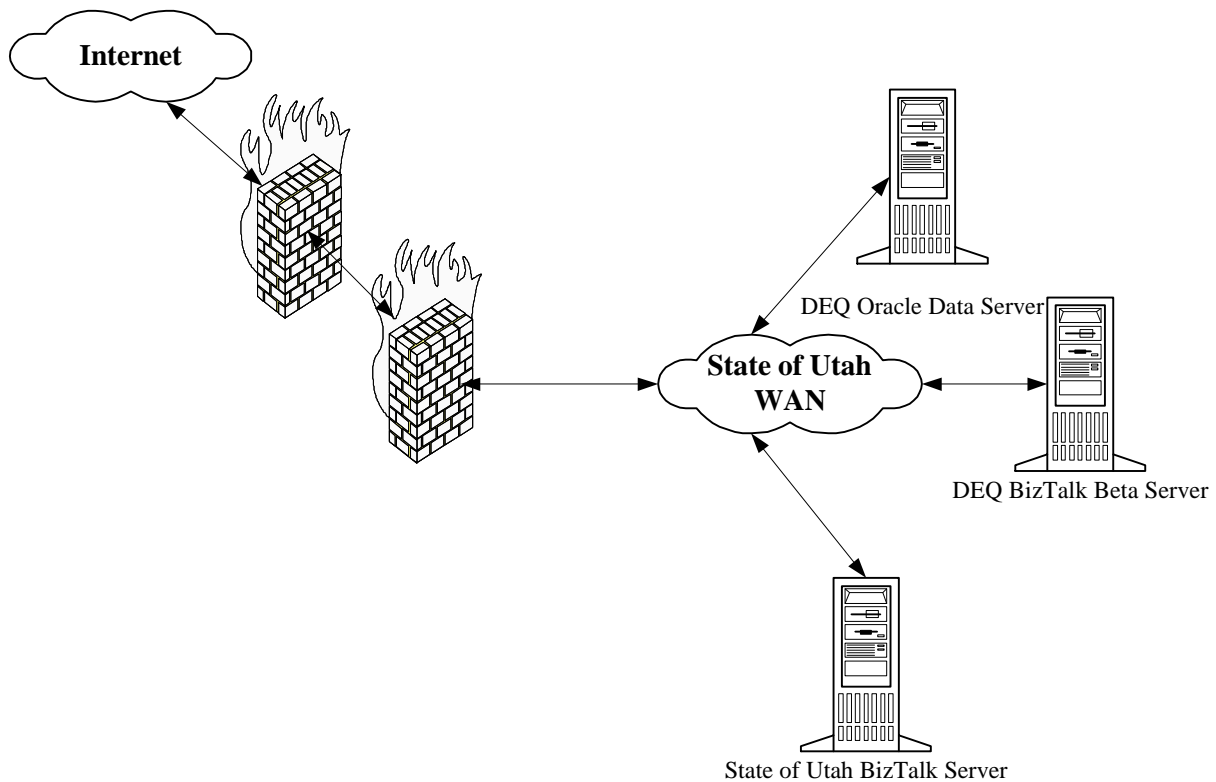 Internet
DEQ Oracle Data Server
State of Utah
WAN
DEQ BizTalk Beta Server
State of Utah BizTalk Server